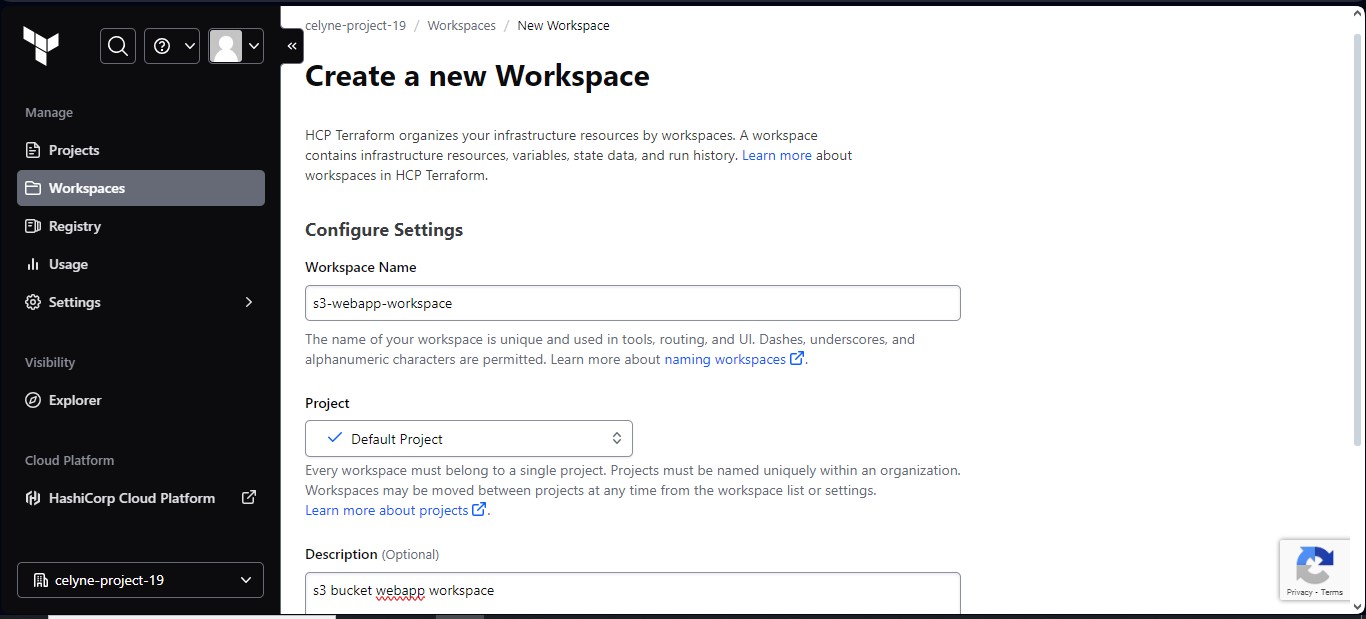 celyne-project-19 / Workspaces / New Workspace
Create a new Workspace
HCP Terraform organizes your infrastructure resources by workspaces. A workspace
contains infrastructure resources, variables, state data, and run history. Learn more about
workspaces in HCP Terraform.
Configure Settings
Workspace Name
s3-webapp-workspace
The name of your workspace is unique and used in tools, routing, and UI. Dashes, underscores, and
alphanumeric characters are permitted. Learn more about naming workspaces.
Project
Default Project
Every workspace must belong to a single project. Projects must be named uniquely within an organization.
Workspaces may be moved between projects at any time from the workspace list or settings.
Learn more about projects.
Description (Optional)
s3 bucket webapp workspace
Manage
Projects
Workspaces
Registry
Usage
Settings
Visibility
Explorer
Cloud Platform
HashiCorp Cloud Platform
celyne-project-19
Privacy - Terms